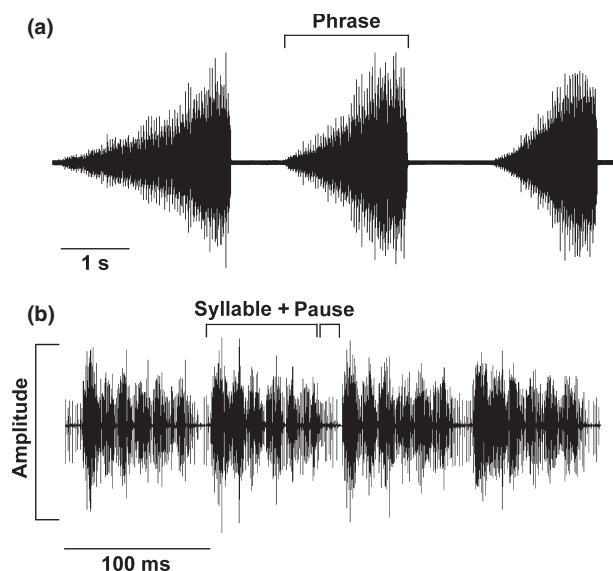 (a)
Phrase
1 s
(b)
Syllable + Pause
Amplitude
100 ms